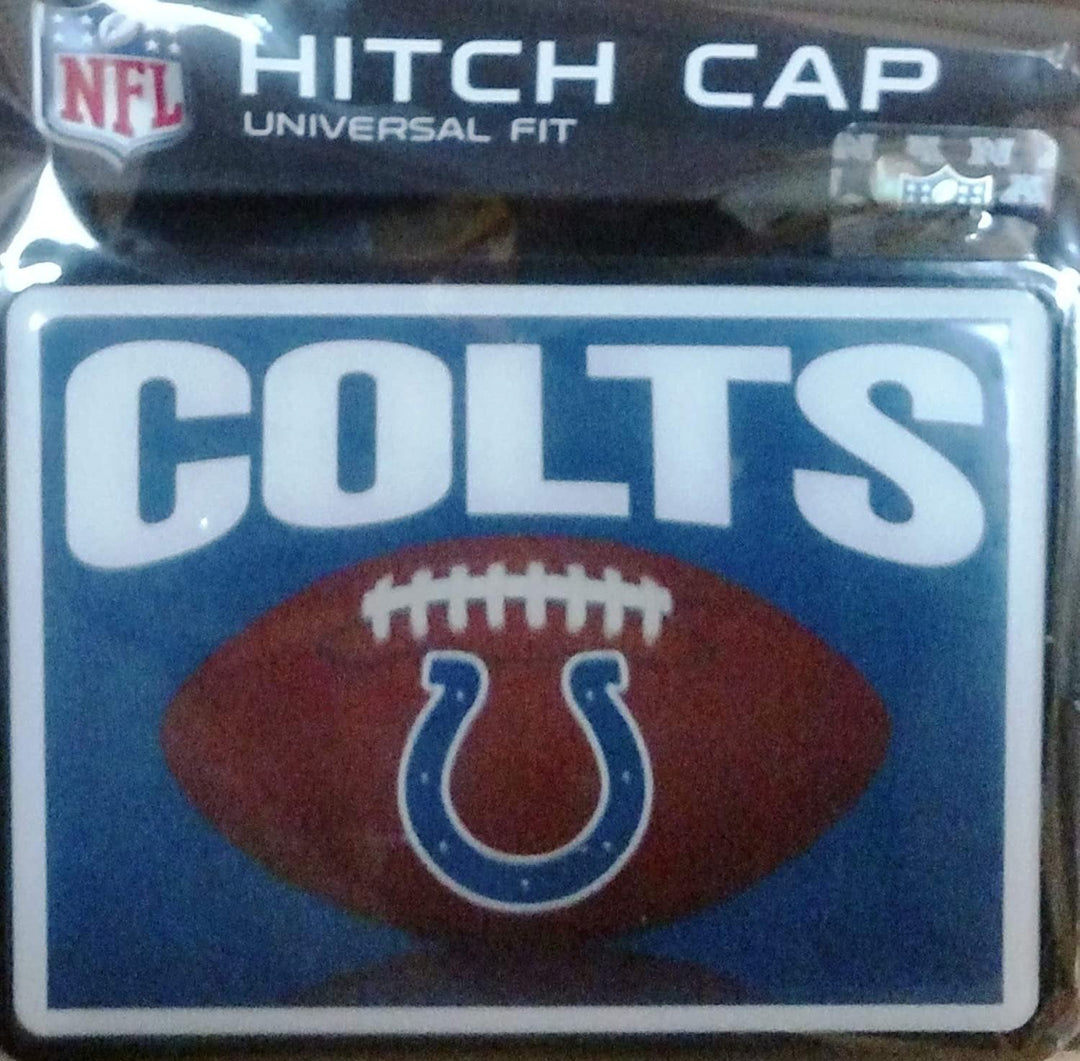 NFL
HITCH CAP
UNIVERSAL FIT
COLTS